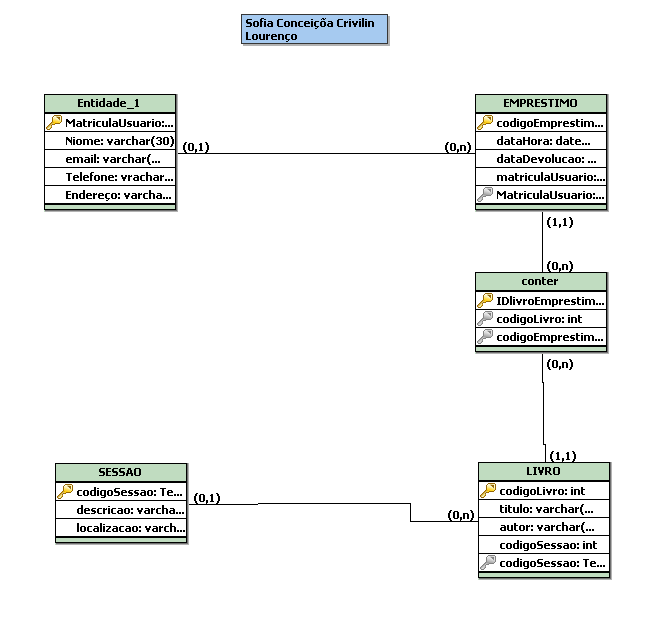 Sofia Conceiçõa Crivilin
Lourenço
Entidade_1
MatriculaUsuario:...
Niome: varchar(30)
email: varchar(...
Telefone: vrachar...
Endereço: varcha...
(0,1)
(0,n)
EMPRESTIMO
codigoEmprestim...
dataHora: date...
dataDevolucao: ...
matriculaUsuario:...
MatriculaUsuario:...
(1,1)
(0,n)
conter
IDlivroEmprestim...
codigoLivro: int
codigoEmprestim...
(0,n)
(1,1)
SESSAO
codigoSessao: Te...
descricao: varcha...
localizacao: varch...
(0,1)
(0,n)
LIVRO
codigoLivro: int
titulo: varchar(...
autor: varchar(...
codigoSessao: int
codigoSessao: Te...